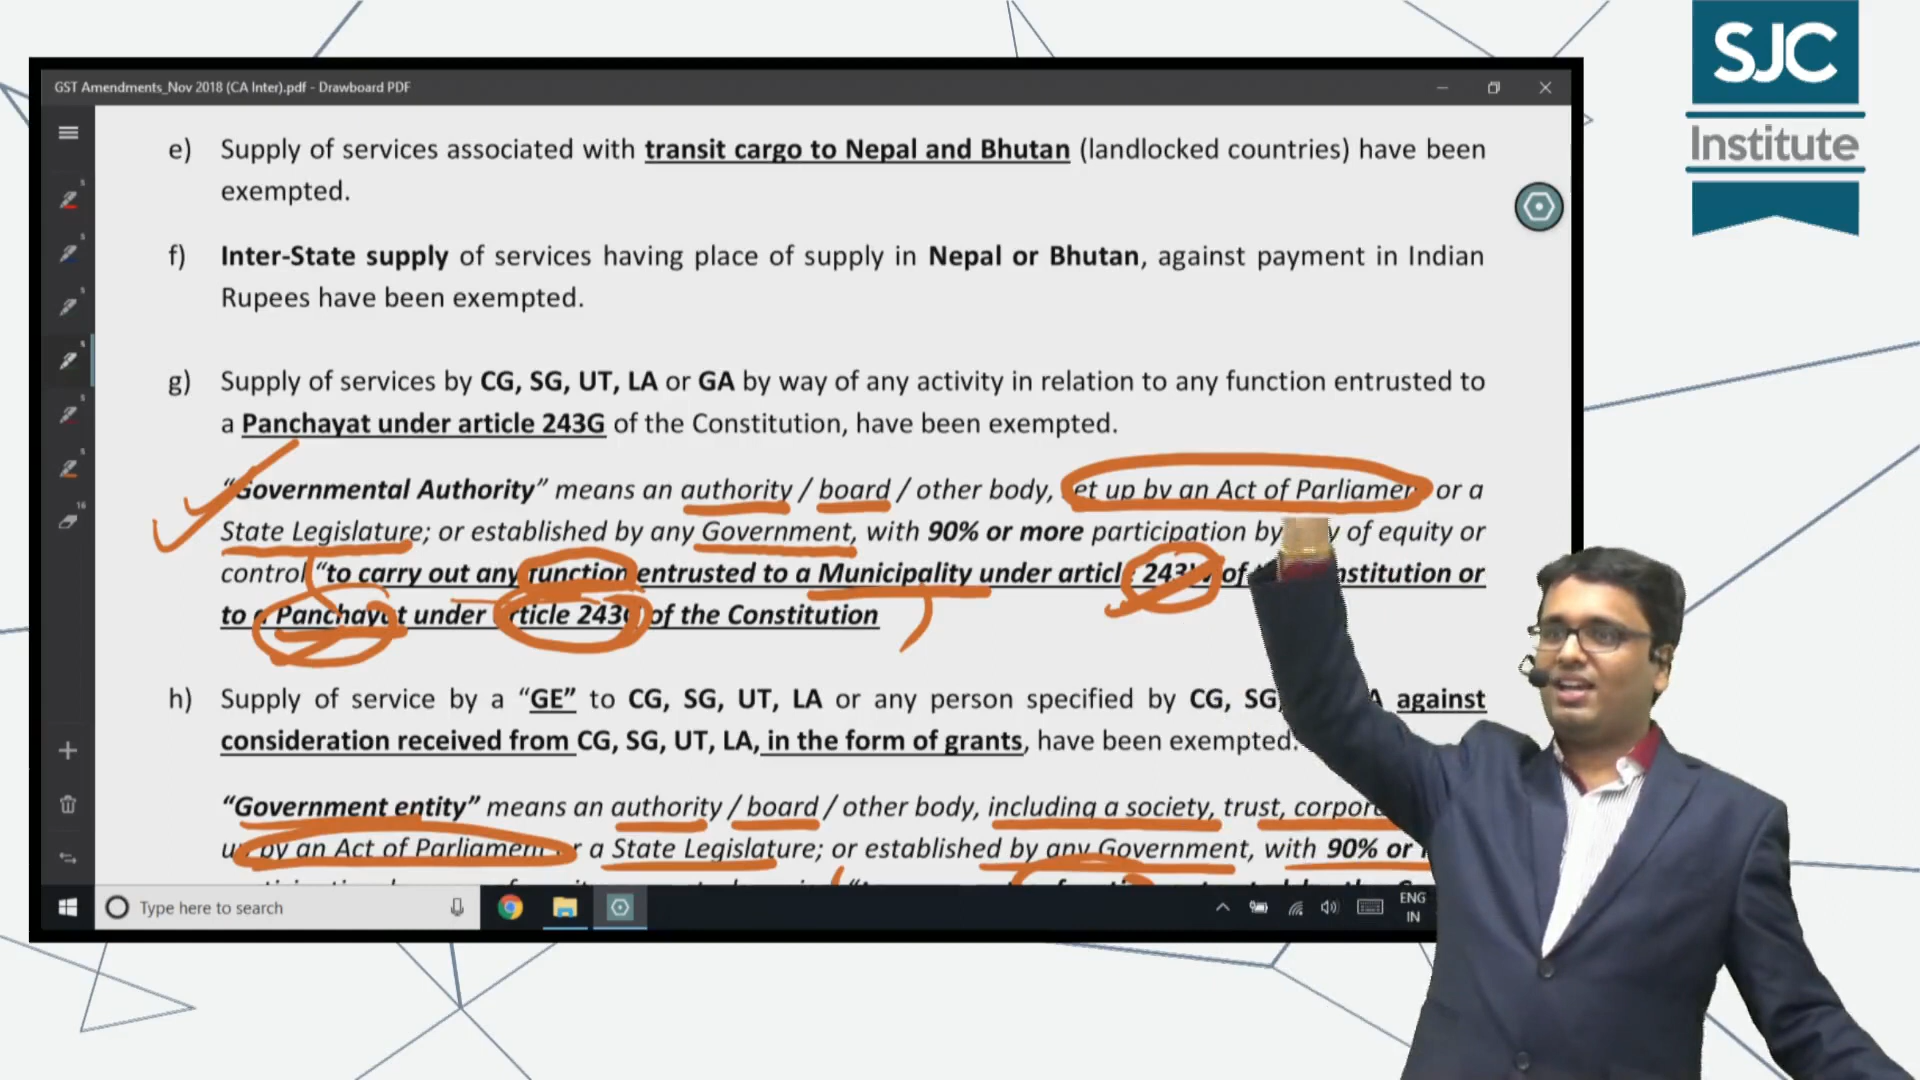 SJC
Institute
GST Amendments_Nov 2018 (CA Inter).pdf - Drawboard PDF
e) Supply of services associated with transit cargo to Nepal and Bhutan (landlocked countries) have been
exempted.
f) Inter-State supply of services having place of supply in Nepal or Bhutan, against payment in Indian
Rupees have been exempted.
g) Supply of services by CG, SG, UT, LA or GA by way of any activity in relation to any function entrusted to
a Panchayat under article 243G of the Constitution, have been exempted.
"Governmental Authority" means an authority / board / other body, set up by an Act of Parliament or a
State Legislature; or established by any Government, with 90% or more participation by of equity or
control "to carry out any function entrusted to a Municipality under article of Constitution or
to a Panchayat under article 243G of the Constitution
h) Supply of service by a "GE" to CG, SG, UT, LA or any person specified by CG, SG, against
consideration received from CG, SG, UT, LA, in the form of grants, have been exempted.
"Government entity" means an authority / board / other body, including a society, trust,
up by an Act of Parliament or a State Legislature; or established by any Government, with 90% or
Type here to search
ENG
IN